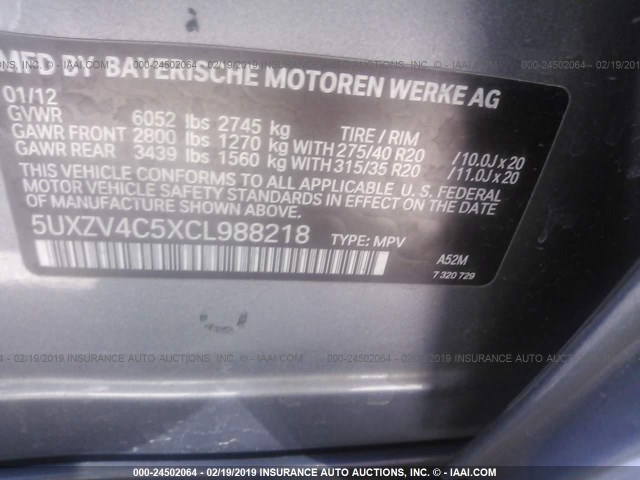 MFD BY BAYERISCHE MOTOREN WERKE AG
01/12
GVWR 6052 lbs 2745 kg TIRE / RIM
GAWR FRONT 2800 lbs 1270 kg WITH 275/40 R20 /10.0J x 20
GAWR REAR 3439 lbs 1560 kg WITH 315/35 R20 /11.0J x 20
THIS VEHICLE CONFORMS TO ALL APPLICABLE U.S. FEDERAL
MOTOR VEHICLE SAFETY STANDARDS IN EFFECT ON THE DATE
OF MANUFACTURE SHOWN ABOVE.
5UXZV4C5XCL988218 TYPE: MPV
A52M
7 320 729
000-24502064 - 02/19/2019 INSURANCE AUTO AUCTIONS, INC. - © - IAAI.COM